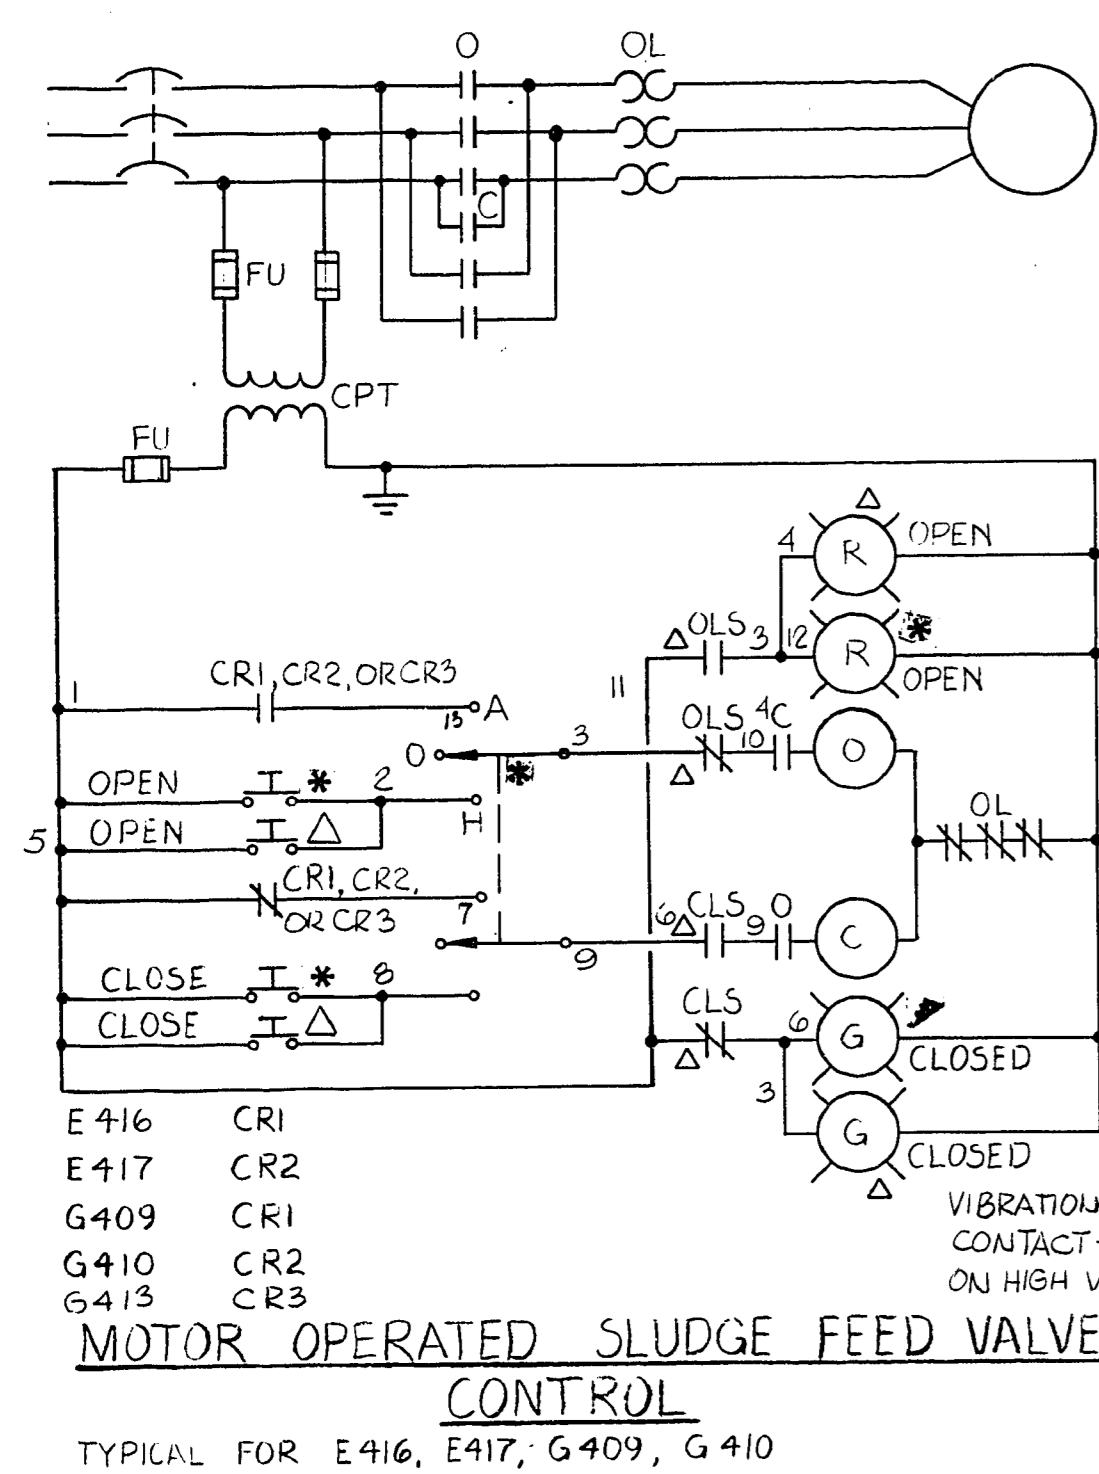 O OL
C
FU
CPT
FU
4 R OPEN
OLS 3 12 R *
OPEN
CR1, CR2, OR CR3
1 13 A 11
O 3 OLS 10 4 C O
*
OPEN * 2
H
OPEN
5
OL
CR1, CR2,
OR CR3 7
6 CLS 9 O C
9
CLOSE * 8
CLOSE
CLS 6 G
CLOSED
3 G
CLOSED
E416 CR1
E417 CR2
G409 CR1
G410 CR2
G413 CR3
VIBRATION
CONTACT-
ON HIGH V
MOTOR OPERATED SLUDGE FEED VALVE
CONTROL
TYPICAL FOR E416, E417, G409, G410